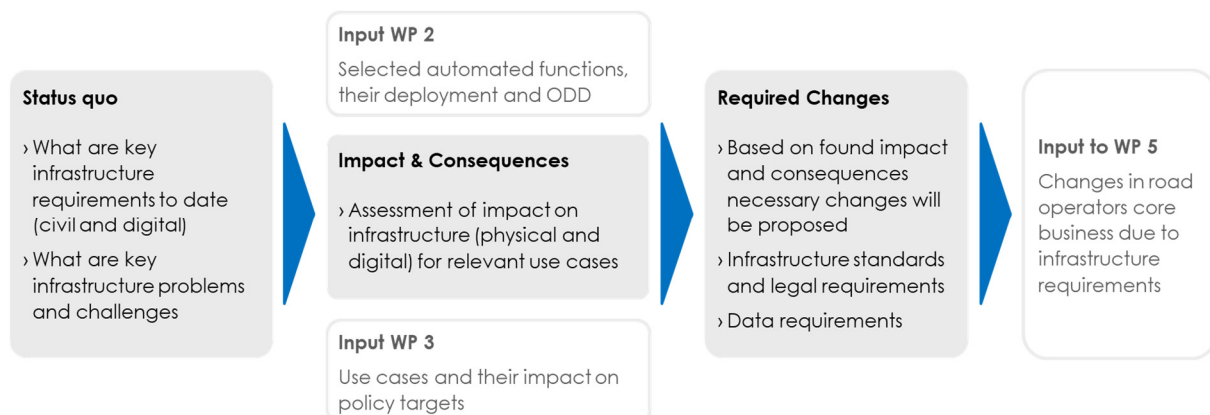 Status quo
› What are key
infrastructure
requirements to date
(civil and digital)
› What are key
infrastructure problems
and challenges
Input WP 2
Selected automated functions,
their deployment and ODD
Impact & Consequences
› Assessment of impact on
infrastructure (physical and
digital) for relevant use cases
Input WP 3
Use cases and their impact on
policy targets
Required Changes
› Based on found impact
and consequences
necessary changes will
be proposed
› Infrastructure standards
and legal requirements
› Data requirements
Input to WP 5
Changes in road
operators core
business due to
infrastructure
requirements